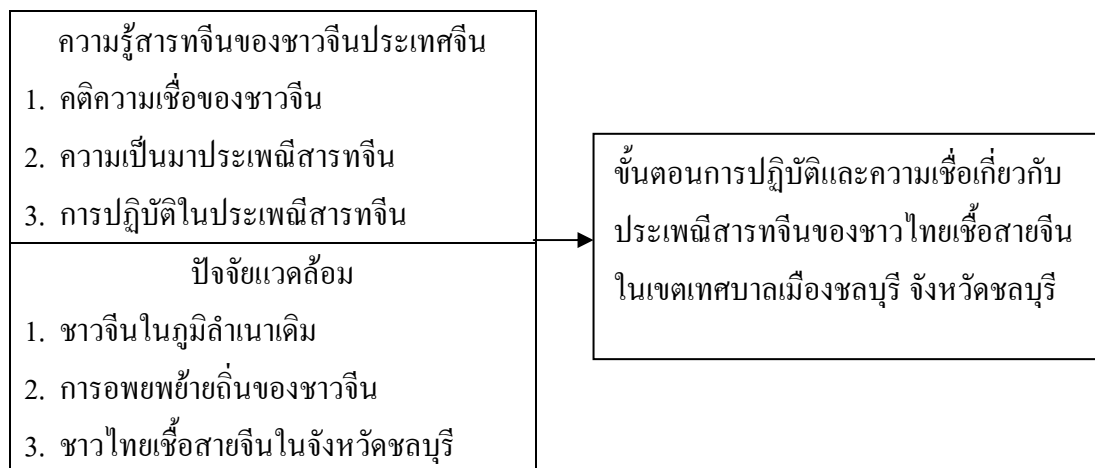 ความรู้สารทจีนของชาวจีนประเทศจีน
1. คติความเชื่อของชาวจีน
2. ความเป็นมาประเพณีสารทจีน
3. การปฏิบัติในประเพณีสารทจีน
ปัจจัยแวดล้อม
1. ชาวจีนในภูมิลำเนาเดิม
2. การอพยพย้ายถิ่นของชาวจีน
3. ชาวไทยเชื้อสายจีนในจังหวัดชลบุรี
ขั้นตอนการปฏิบัติและความเชื่อเกี่ยวกับ
ประเพณีสารทจีนของชาวไทยเชื้อสายจีน
ในเขตเทศบาลเมืองชลบุรี จังหวัดชลบุรี